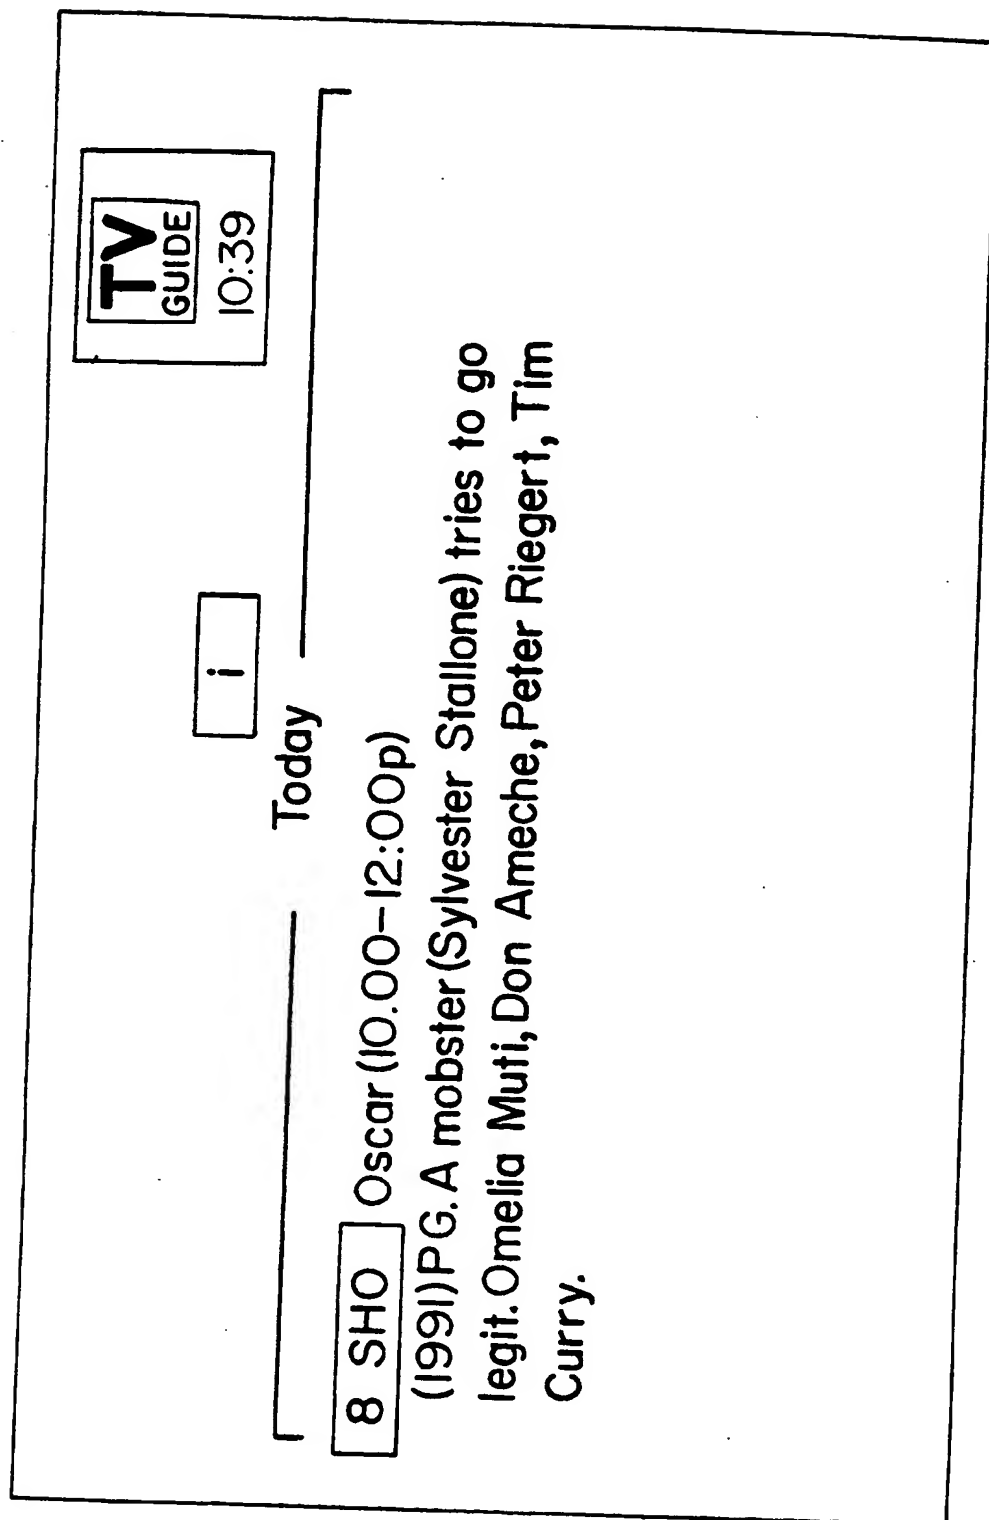 TV
GUIDE
10:39
i
Today
8 SHO Oscar (10.00-12:00p)
(1991)PG. A mobster (Sylvester Stallone) tries to go
legit. Omelia Muti, Don Ameche, Peter Riegert, Tim
Curry.